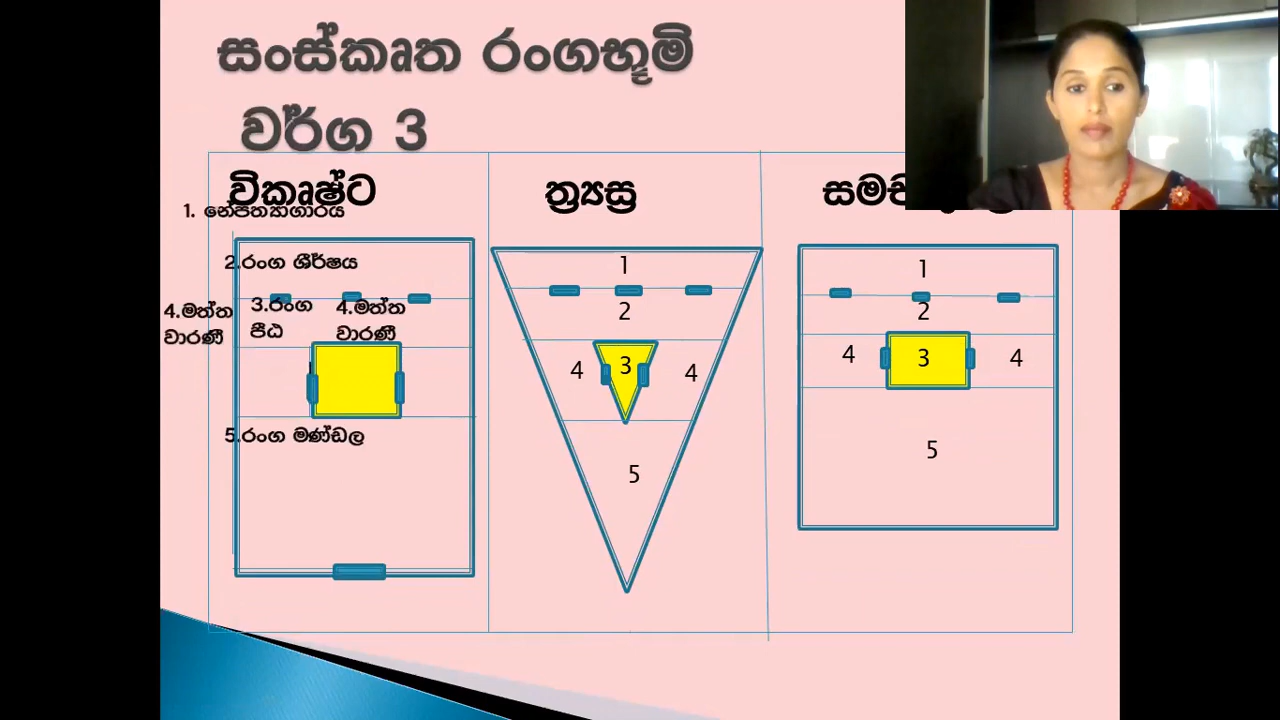 සංස්කෘත රංගභූමි
වර්ග 3
විකෘෂ්ට
ත්‍ර්‍යස්‍ර
1. නේපත්‍යාගාරය
2.රංග ශීර්ෂය
4.මත්ත
වාරණී
3.රංග
පීඨ
4.මත්ත
වාරණී
5.රංග මණ්ඩල
1
2
4
3
4
5
1
2
4
3
4
5